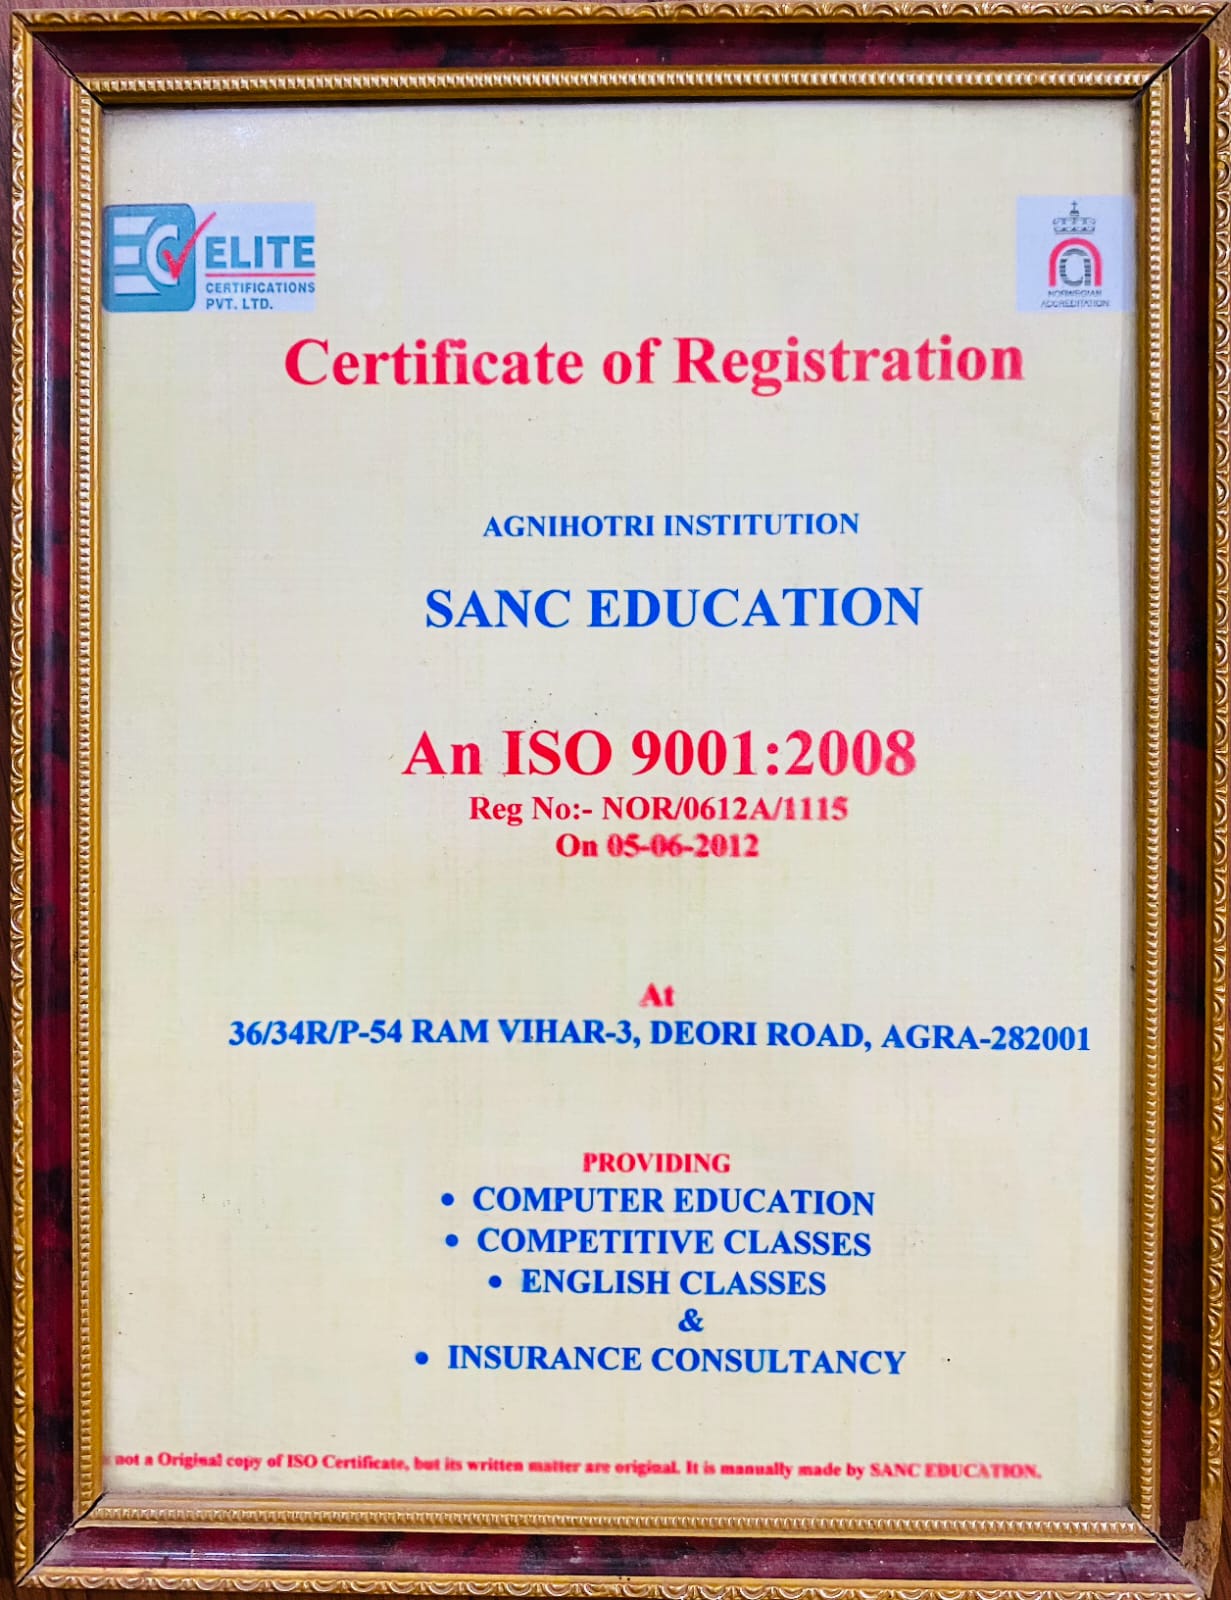 ELITE
CERTIFICATIONS
PVT. LTD.
NORWEGIAN
ACCREDITATION
Certificate of Registration
AGNIHOTRI INSTITUTION
SANC EDUCATION
An ISO 9001:2008
Reg No:- NOR/0612A/1115
On 05-06-2012
At
36/34R/P-54 RAM VIHAR-3, DEORI ROAD, AGRA-282001
PROVIDING
• COMPUTER EDUCATION
• COMPETITIVE CLASSES
• ENGLISH CLASSES
&
• INSURANCE CONSULTANCY
not a Original copy of ISO Certificate, but its written matter are original. It is manually made by SANC EDUCATION.